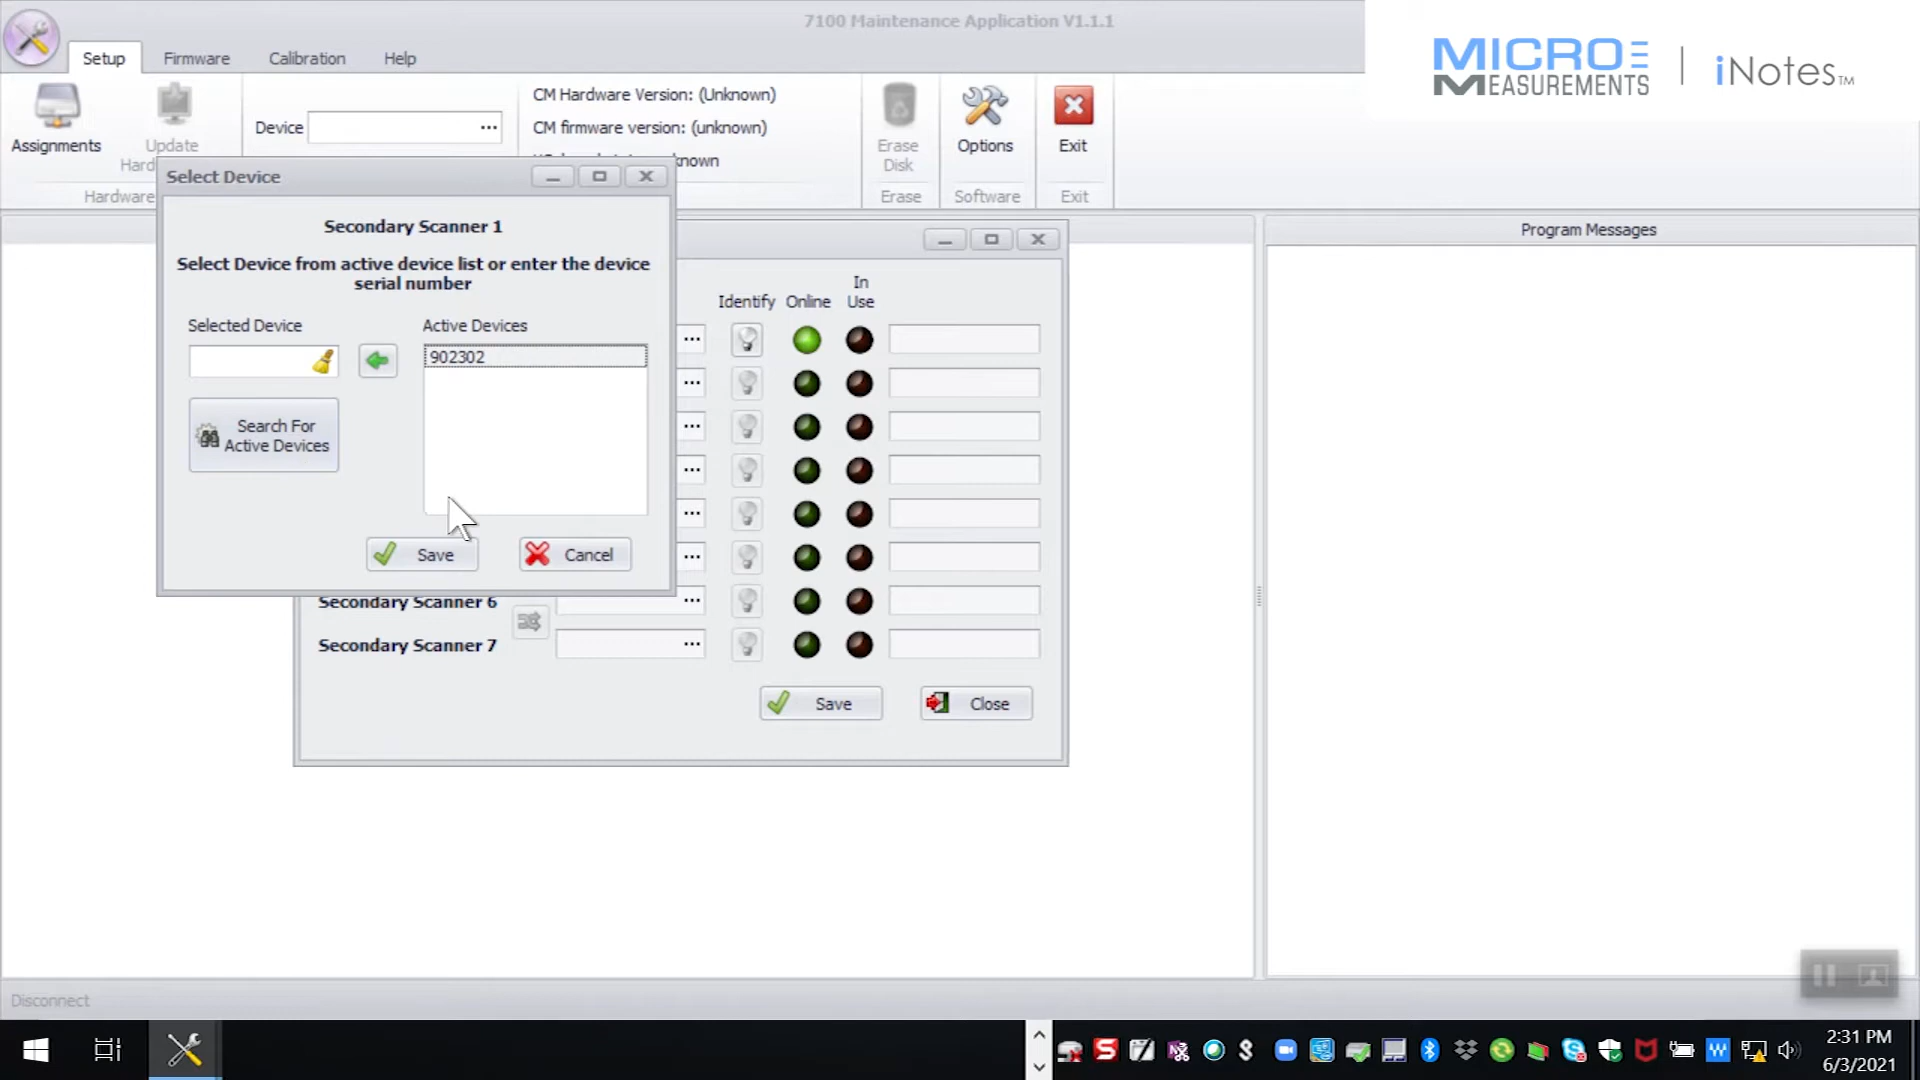 7100 Maintenance Application V1.1.1
MICRO MEASUREMENTS | iNotes™
Setup
Firmware
Calibration
Help
Assignments
Update
Hardw
Hardware
Device
...
CM Hardware Version: (Unknown)
CM firmware version: (unknown)
known
Erase
Disk
Erase
Options
Software
Exit
Exit
Select Device
Secondary Scanner 1
Select Device from active device list or enter the device
serial number
Selected Device
Active Devices
902302
Search For
Active Devices
Save
Cancel
Identify
Online
In
Use
...
...
...
...
...
...
Secondary Scanner 6
...
Secondary Scanner 7
...
Save
Close
Program Messages
Disconnect
2:31 PM
6/3/2021